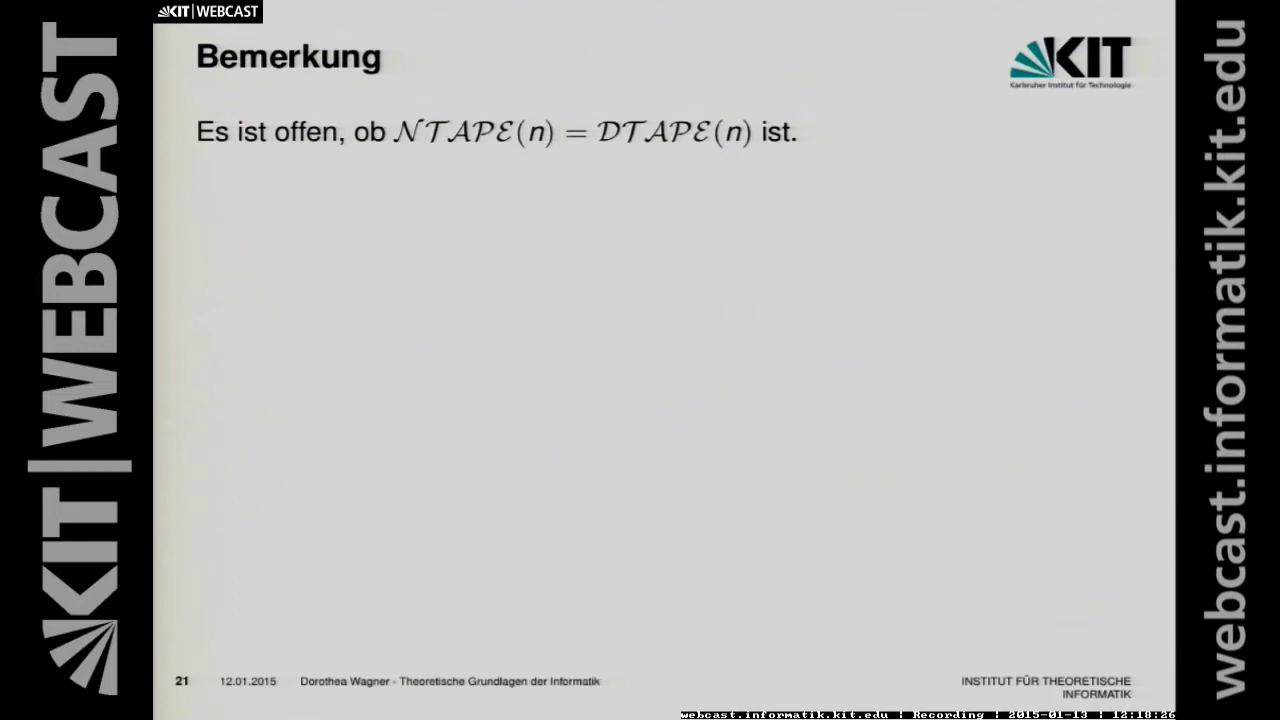 KIT | WEBCAST
Bemerkung
KIT
Karlsruher Institut für Technologie
Es ist offen, ob 𝒩𝒯𝒜𝒫ℰ(n) = 𝒟𝒯𝒜𝒫ℰ(n) ist.
21 12.01.2015 Dorothea Wagner - Theoretische Grundlagen der Informatik
INSTITUT FÜR THEORETISCHE
INFORMATIK
webcast.informatik.kit.edu | Recording | 2015-01-13 | 12:18:26
KIT | WEBCAST
webcast.informatik.kit.edu